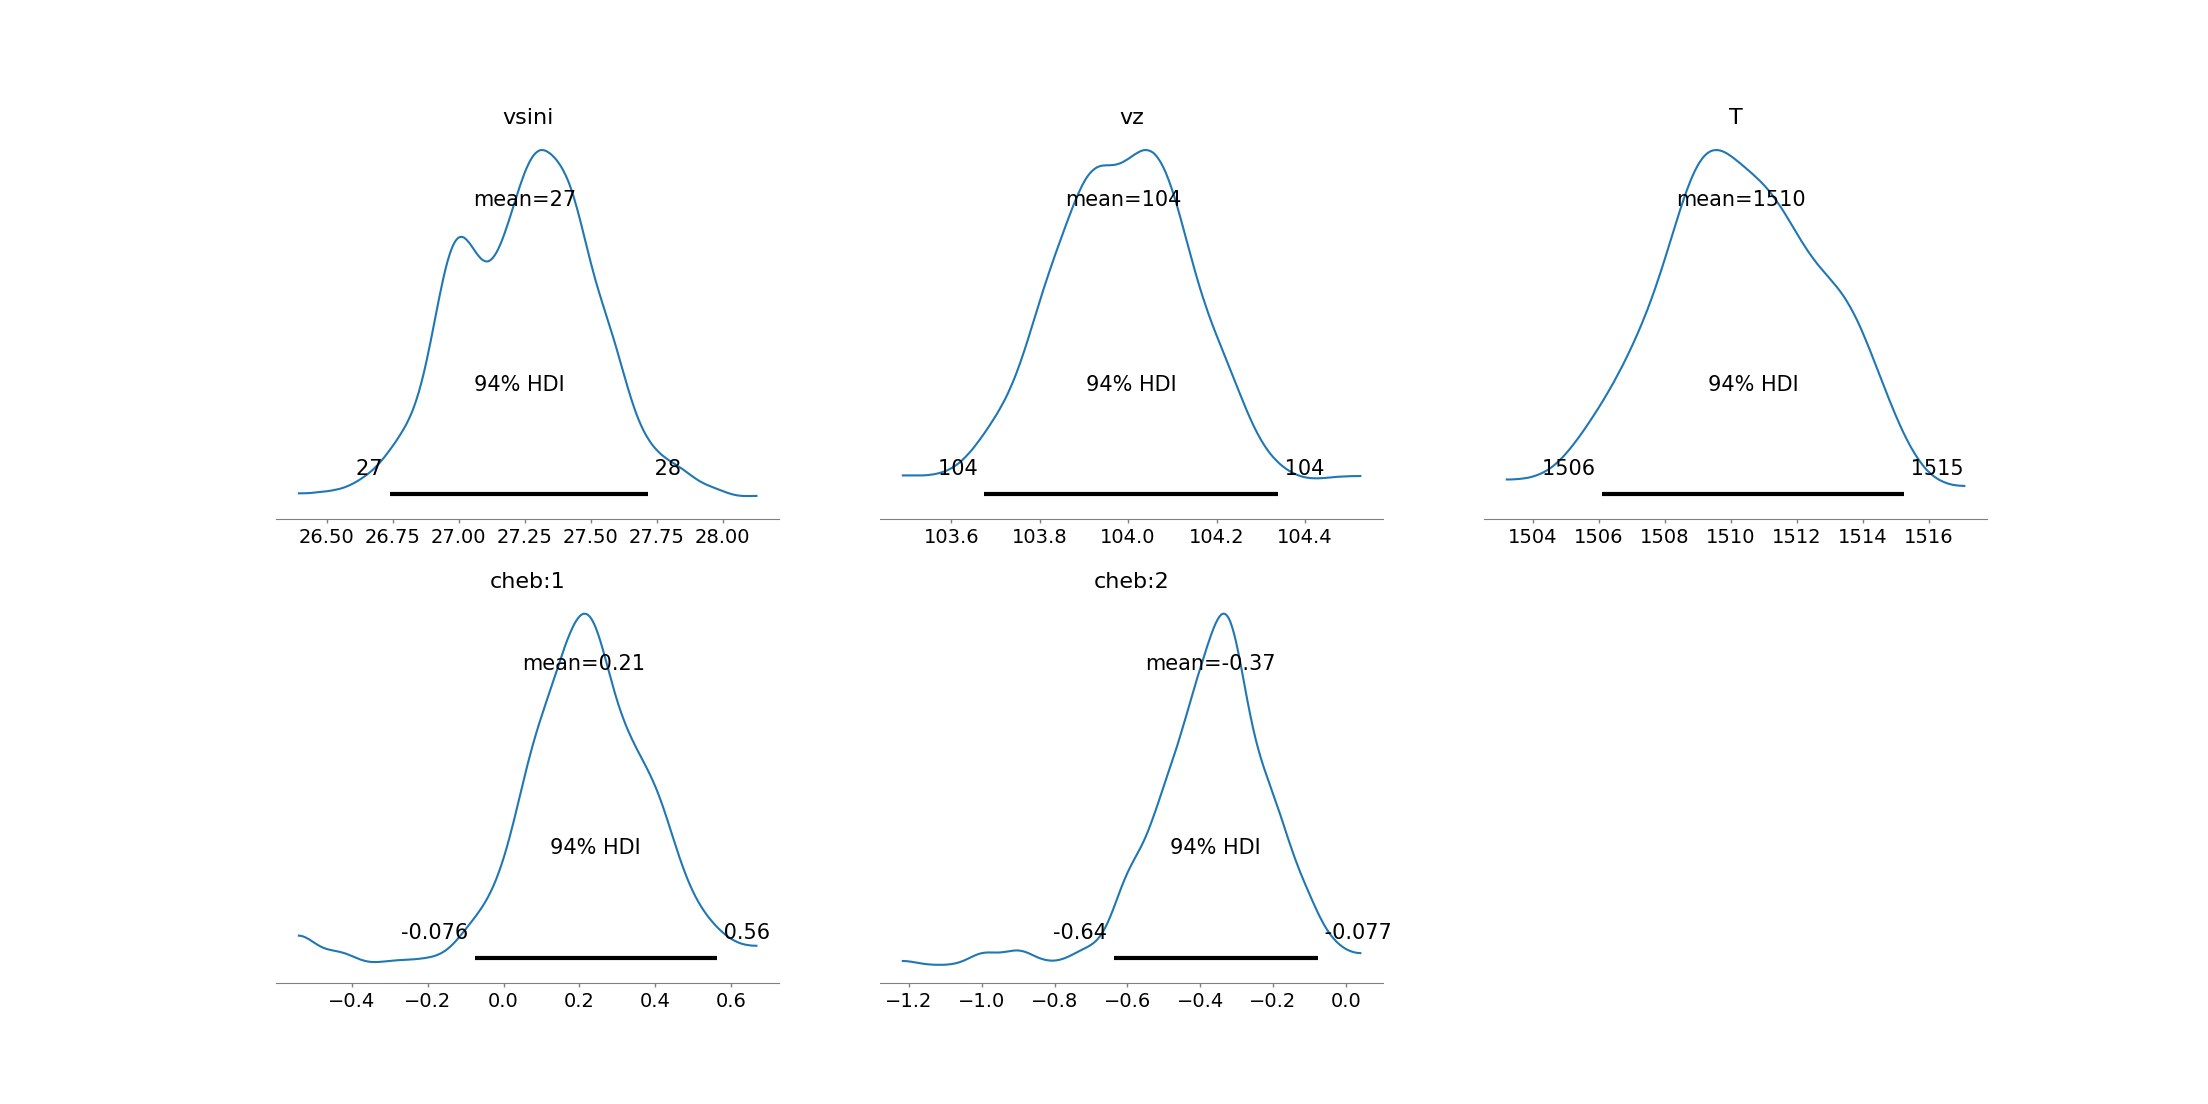 vsini
mean=27
94% HDI
27
28
26.50 26.75 27.00 27.25 27.50 27.75 28.00
vz
mean=104
94% HDI
104
104
103.6 103.8 104.0 104.2 104.4
T
mean=1510
94% HDI
1506
1515
1504 1506 1508 1510 1512 1514 1516
cheb:1
mean=0.21
94% HDI
-0.076
0.56
−0.4 −0.2 0.0 0.2 0.4 0.6
cheb:2
mean=-0.37
94% HDI
-0.64
-0.077
−1.2 −1.0 −0.8 −0.6 −0.4 −0.2 0.0